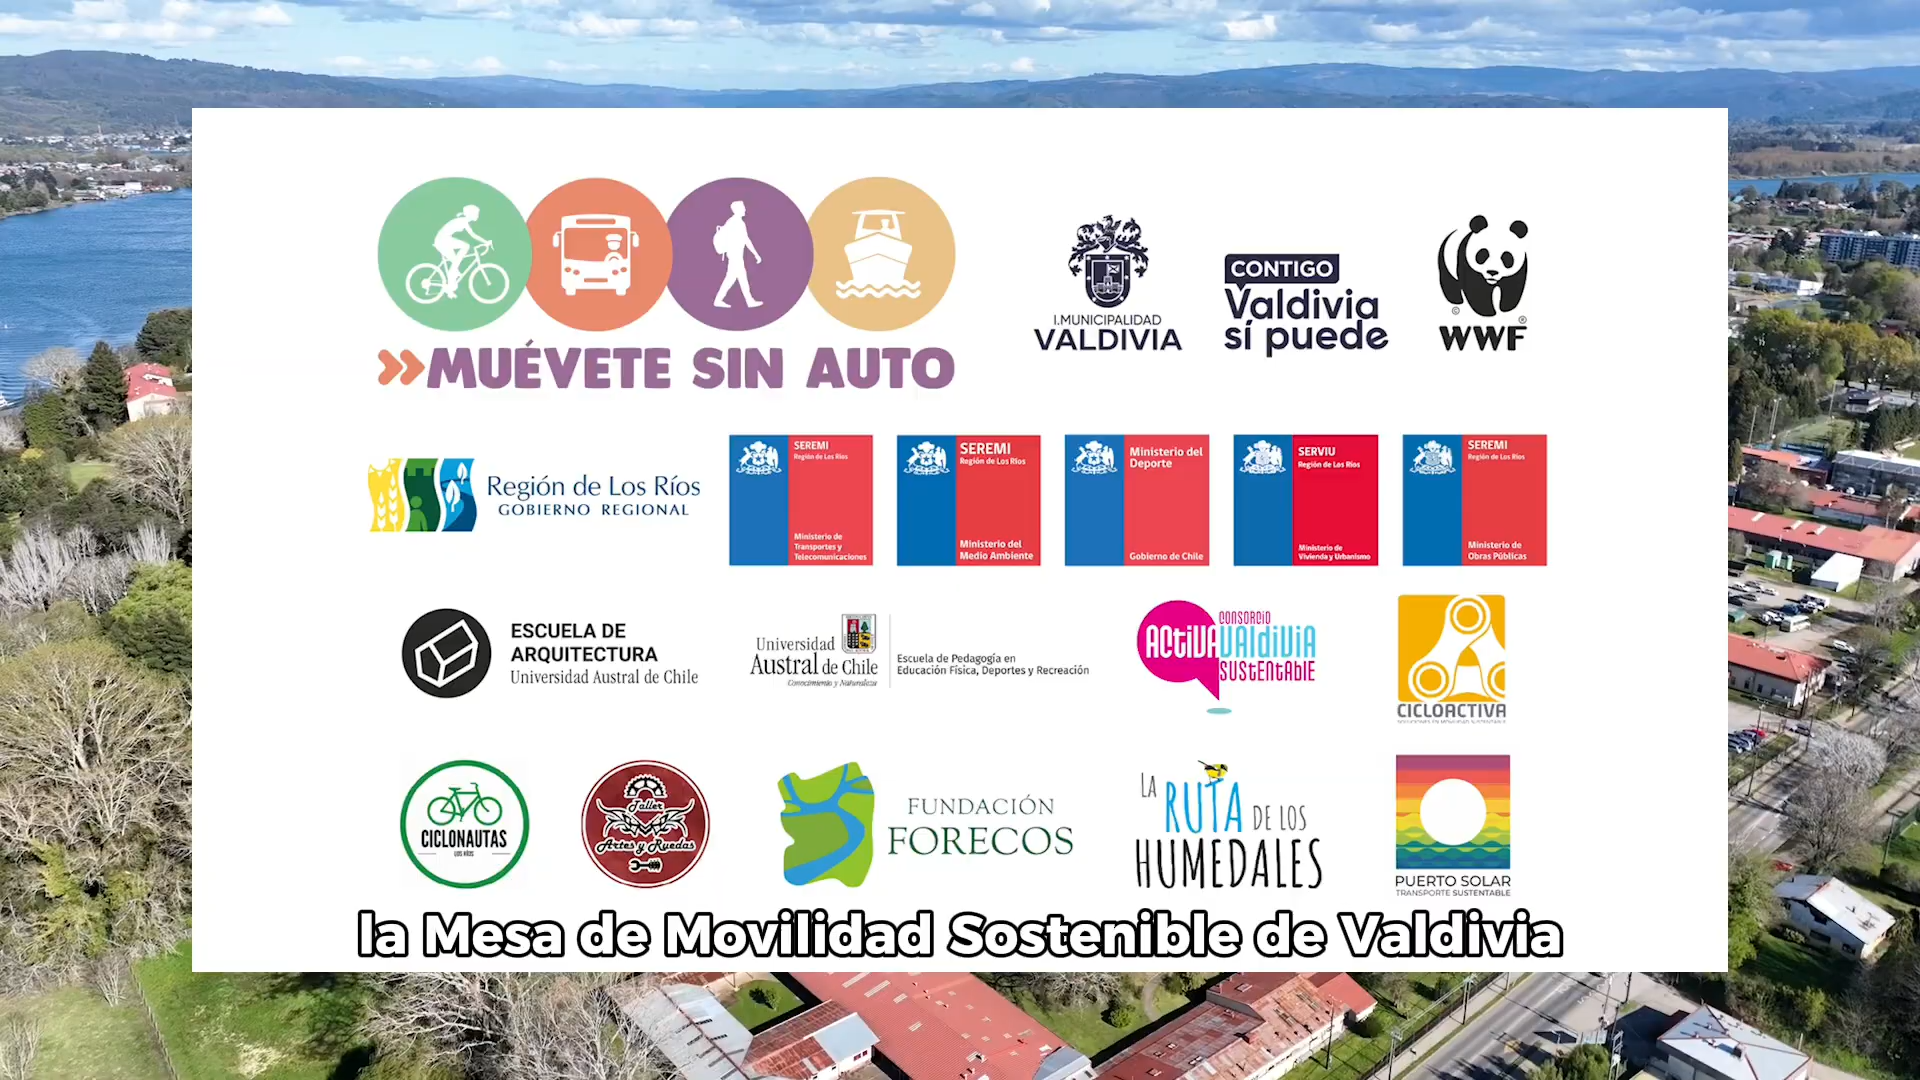 MUÉVETE SIN AUTO
I.MUNICIPALIDAD
VALDIVIA
CONTIGO
Valdivia
sí puede
©
®
WWF
Región de Los Ríos
GOBIERNO REGIONAL
SEREMI
Región de Los Ríos
Ministerio de
Transportes y
Telecomunicaciones
SEREMI
Región de Los Ríos
Ministerio del
Medio Ambiente
Ministerio del
Deporte
Gobierno de Chile
SERVIU
Región de Los Ríos
Ministerio de
Vivienda y Urbanismo
SEREMI
Región de Los Ríos
Ministerio de
Obras Públicas
ESCUELA DE
ARQUITECTURA
Universidad Austral de Chile
Universidad
Austral de Chile
Conocimiento y Naturaleza
Escuela de Pedagogía en
Educación Física, Deportes y Recreación
CONSORCIO
ACTIVA VALDIVIA
SUSTENTABLE
CICLOACTIVA
CICLONAUTAS
LOS RÍOS
Taller
Artes y Ruedas
FUNDACIÓN
FORECOS
LA RUTA DE LOS
HUMEDALES
PUERTO SOLAR
TRANSPORTE SUSTENTABLE
la Mesa de Movilidad Sostenible de Valdivia